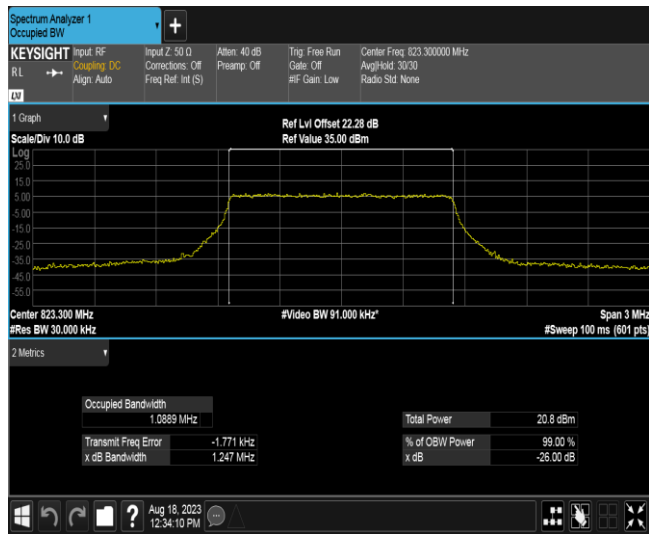 Spectrum Analyzer 1
Occupied BW
+
KEYSIGHT
RL
LXI
Input: RF
Coupling: DC
Align: Auto
Input Z: 50 Ω
Corrections: Off
Freq Ref: Int (S)
Atten: 40 dB
Preamp: Off
Trig: Free Run
Gate: Off
#IF Gain: Low
Center Freq: 823.300000 MHz
Avg|Hold: 30/30
Radio Std: None
1 Graph
Scale/Div 10.0 dB
Ref Lvl Offset 22.28 dB
Ref Value 35.00 dBm
Log
25.0
15.0
5.00
-5.00
-15.0
-25.0
-35.0
-45.0
-55.0
Center 823.300 MHz
#Res BW 30.000 kHz
#Video BW 91.000 kHz*
Span 3 MHz
#Sweep 100 ms (601 pts)
2 Metrics
Occupied Bandwidth
1.0889 MHz
Transmit Freq Error -1.771 kHz
x dB Bandwidth 1.247 MHz
Total Power 20.8 dBm
% of OBW Power 99.00 %
x dB -26.00 dB
?
Aug 18, 2023
12:34:10 PM